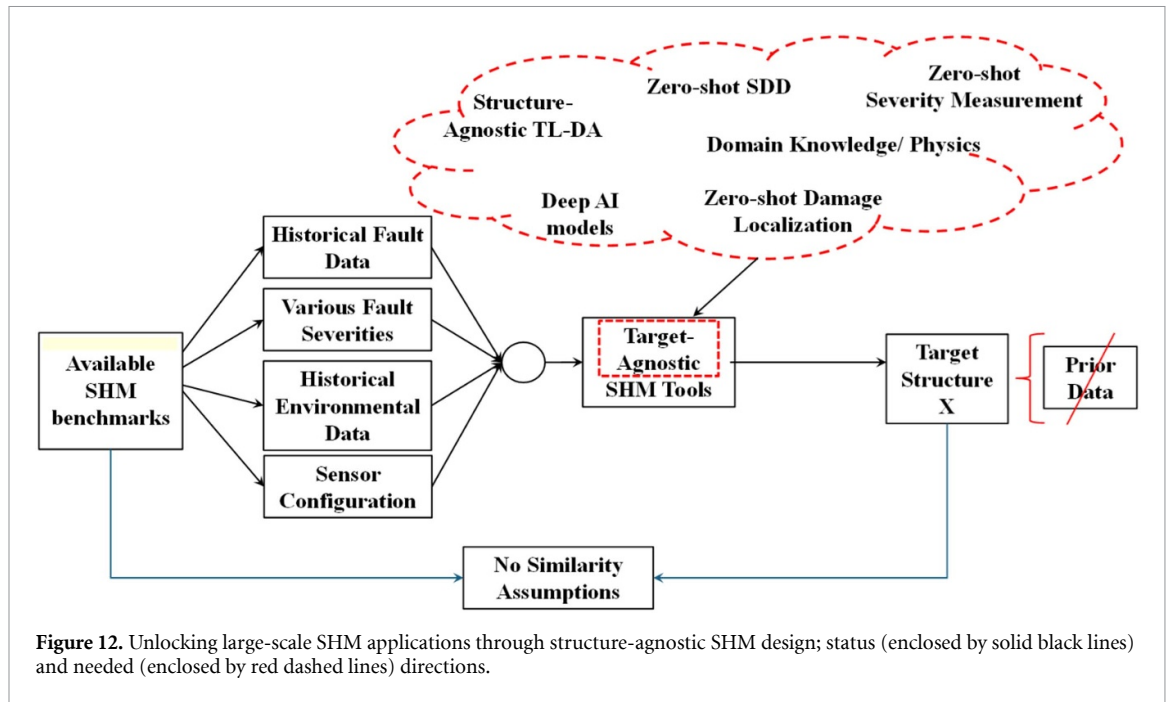 Structure-
Agnostic TL-DA
Zero-shot SDD
Zero-shot
Severity Measurement
Domain Knowledge/ Physics
Deep AI
models
Zero-shot Damage
Localization
Available
SHM
benchmarks
Historical Fault
Data
Various Fault
Severities
Historical
Environmental
Data
Sensor
Configuration
Target-
Agnostic
SHM Tools
Target
Structure
X
Prior
Data
No Similarity
Assumptions
Figure 12. Unlocking large-scale SHM applications through structure-agnostic SHM design; status (enclosed by solid black lines)
and needed (enclosed by red dashed lines) directions.